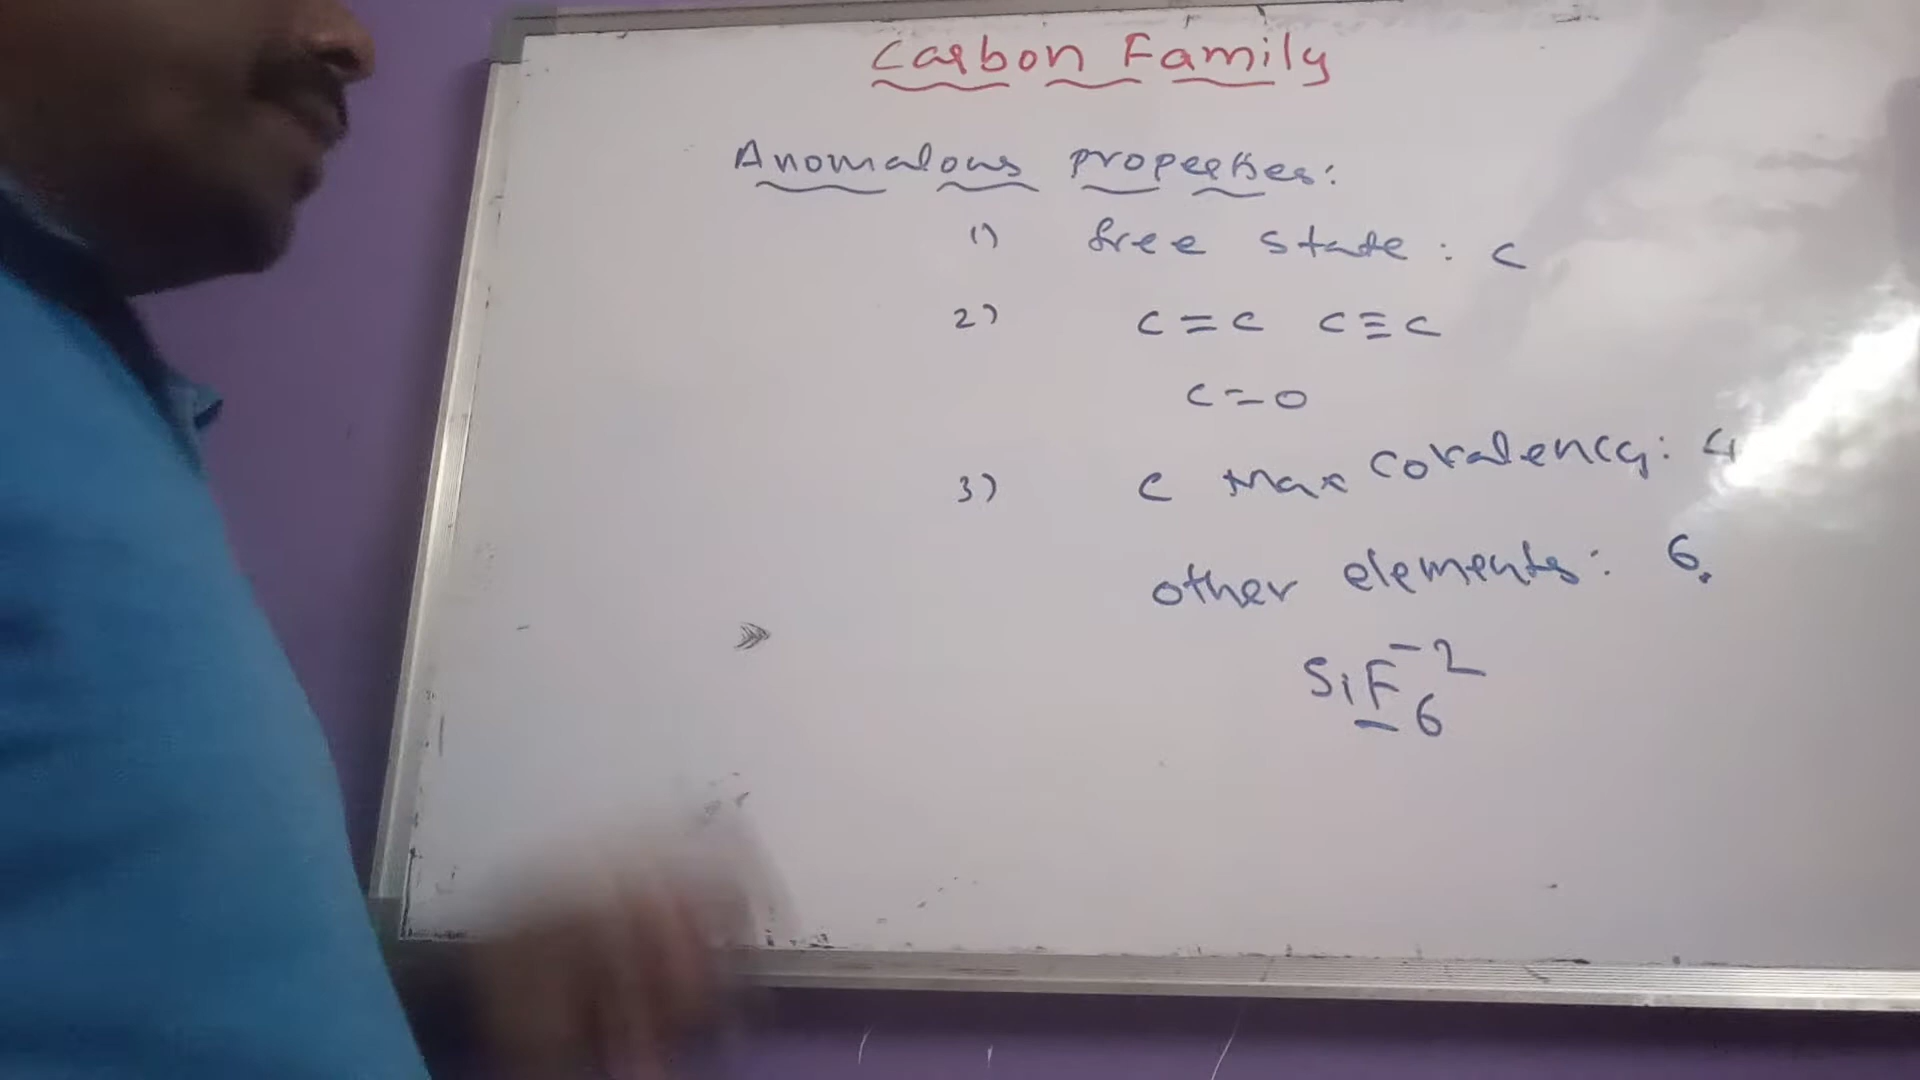 Carbon Family
Anomalous properties:
1) free state : C
2) C=C C≡C
C=O
3) C Max Covalency: 4
other elements: 6.
SiF₆⁻²